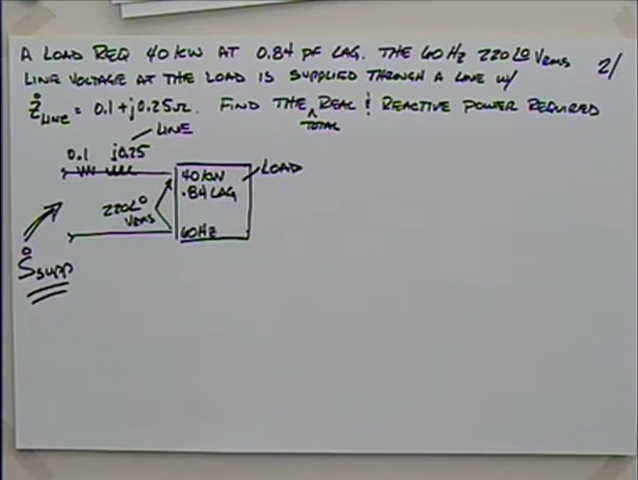 A LOAD REQ 40 KW AT 0.84 pf LAG. THE 60 Hz 220∠0 VRMS
2/
LINE VOLTAGE AT THE LOAD IS SUPPLIED THROUGH A LINE w/
ŻLINE = 0.1+j0.25Ω. FIND THE ^ REAL & REACTIVE POWER REQUIRED
TOTAL
LINE
0.1 j0.25
40 KW
LOAD
.84 LAG
220∠0
VRMS
60Hz
ṠSUPP